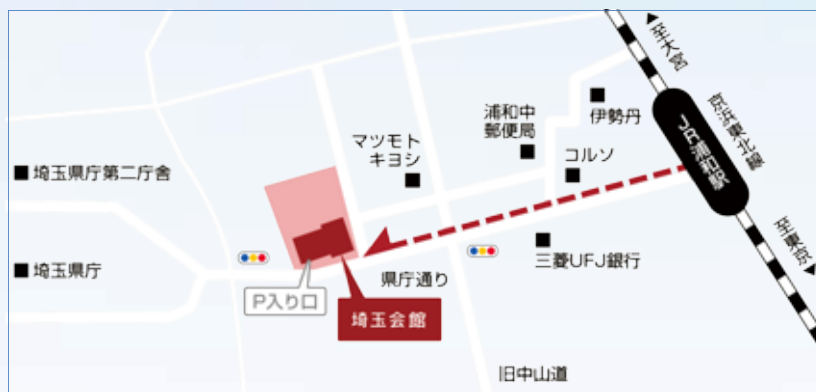 ▲至大宮
京浜東北線
JR浦和駅
至東京▼
■伊勢丹
浦和中
郵便局
■
コルソ
■
マツモト
キヨシ
■
■埼玉県庁第二庁舎
■埼玉県庁
■
三菱UFJ銀行
県庁通り
P入り口
埼玉会館
旧中山道